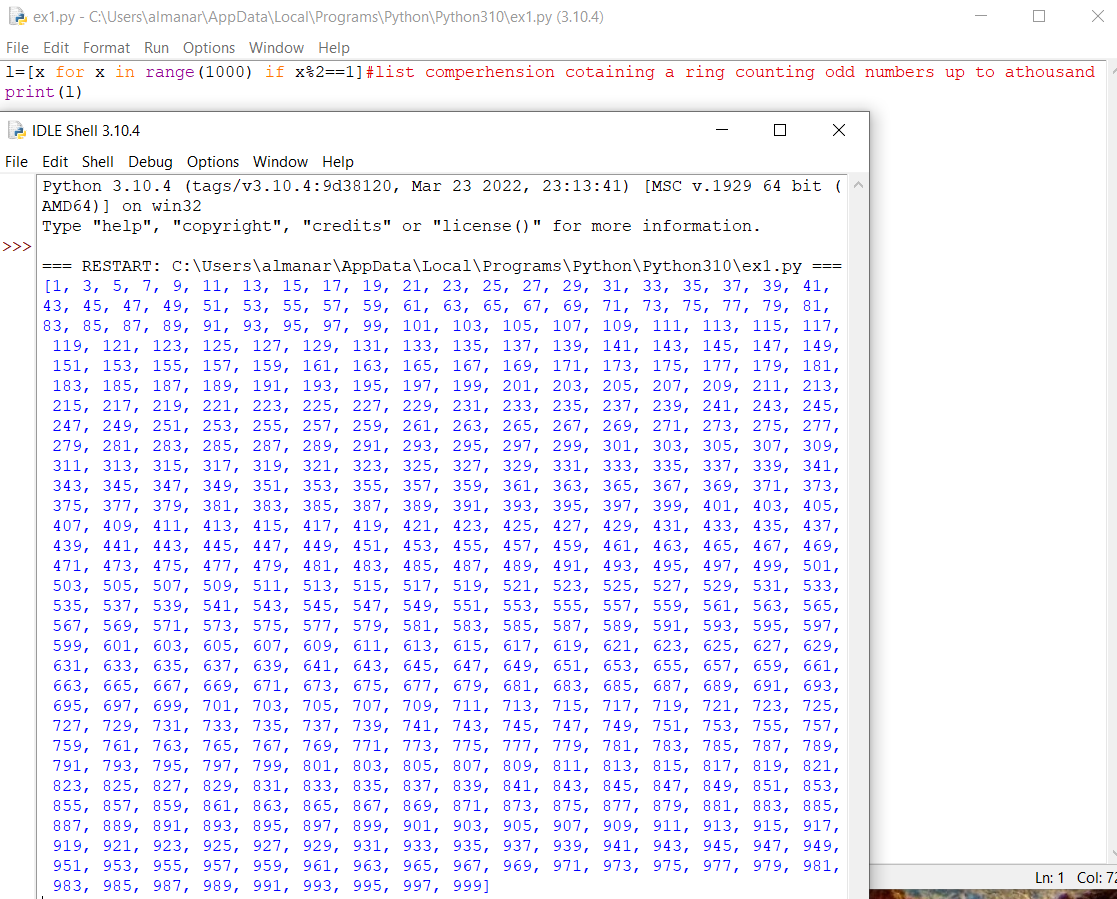 ex1.py - C:\Users\almanar\AppData\Local\Programs\Python\Python310\ex1.py (3.10.4)
File Edit Format Run Options Window Help
l=[x for x in range(1000) if x%2==1]#list comperhension cotaining a ring counting odd numbers up to athousand
print(l)
IDLE Shell 3.10.4
File Edit Shell Debug Options Window Help
Python 3.10.4 (tags/v3.10.4:9d38120, Mar 23 2022, 23:13:41) [MSC v.1929 64 bit (
AMD64)] on win32
Type "help", "copyright", "credits" or "license()" for more information.
>>>
=== RESTART: C:\Users\almanar\AppData\Local\Programs\Python\Python310\ex1.py ===
[1, 3, 5, 7, 9, 11, 13, 15, 17, 19, 21, 23, 25, 27, 29, 31, 33, 35, 37, 39, 41,
43, 45, 47, 49, 51, 53, 55, 57, 59, 61, 63, 65, 67, 69, 71, 73, 75, 77, 79, 81,
83, 85, 87, 89, 91, 93, 95, 97, 99, 101, 103, 105, 107, 109, 111, 113, 115, 117,
119, 121, 123, 125, 127, 129, 131, 133, 135, 137, 139, 141, 143, 145, 147, 149,
151, 153, 155, 157, 159, 161, 163, 165, 167, 169, 171, 173, 175, 177, 179, 181,
183, 185, 187, 189, 191, 193, 195, 197, 199, 201, 203, 205, 207, 209, 211, 213,
215, 217, 219, 221, 223, 225, 227, 229, 231, 233, 235, 237, 239, 241, 243, 245,
247, 249, 251, 253, 255, 257, 259, 261, 263, 265, 267, 269, 271, 273, 275, 277,
279, 281, 283, 285, 287, 289, 291, 293, 295, 297, 299, 301, 303, 305, 307, 309,
311, 313, 315, 317, 319, 321, 323, 325, 327, 329, 331, 333, 335, 337, 339, 341,
343, 345, 347, 349, 351, 353, 355, 357, 359, 361, 363, 365, 367, 369, 371, 373,
375, 377, 379, 381, 383, 385, 387, 389, 391, 393, 395, 397, 399, 401, 403, 405,
407, 409, 411, 413, 415, 417, 419, 421, 423, 425, 427, 429, 431, 433, 435, 437,
439, 441, 443, 445, 447, 449, 451, 453, 455, 457, 459, 461, 463, 465, 467, 469,
471, 473, 475, 477, 479, 481, 483, 485, 487, 489, 491, 493, 495, 497, 499, 501,
503, 505, 507, 509, 511, 513, 515, 517, 519, 521, 523, 525, 527, 529, 531, 533,
535, 537, 539, 541, 543, 545, 547, 549, 551, 553, 555, 557, 559, 561, 563, 565,
567, 569, 571, 573, 575, 577, 579, 581, 583, 585, 587, 589, 591, 593, 595, 597,
599, 601, 603, 605, 607, 609, 611, 613, 615, 617, 619, 621, 623, 625, 627, 629,
631, 633, 635, 637, 639, 641, 643, 645, 647, 649, 651, 653, 655, 657, 659, 661,
663, 665, 667, 669, 671, 673, 675, 677, 679, 681, 683, 685, 687, 689, 691, 693,
695, 697, 699, 701, 703, 705, 707, 709, 711, 713, 715, 717, 719, 721, 723, 725,
727, 729, 731, 733, 735, 737, 739, 741, 743, 745, 747, 749, 751, 753, 755, 757,
759, 761, 763, 765, 767, 769, 771, 773, 775, 777, 779, 781, 783, 785, 787, 789,
791, 793, 795, 797, 799, 801, 803, 805, 807, 809, 811, 813, 815, 817, 819, 821,
823, 825, 827, 829, 831, 833, 835, 837, 839, 841, 843, 845, 847, 849, 851, 853,
855, 857, 859, 861, 863, 865, 867, 869, 871, 873, 875, 877, 879, 881, 883, 885,
887, 889, 891, 893, 895, 897, 899, 901, 903, 905, 907, 909, 911, 913, 915, 917,
919, 921, 923, 925, 927, 929, 931, 933, 935, 937, 939, 941, 943, 945, 947, 949,
951, 953, 955, 957, 959, 961, 963, 965, 967, 969, 971, 973, 975, 977, 979, 981,
983, 985, 987, 989, 991, 993, 995, 997, 999]
Ln: 1 Col: 72